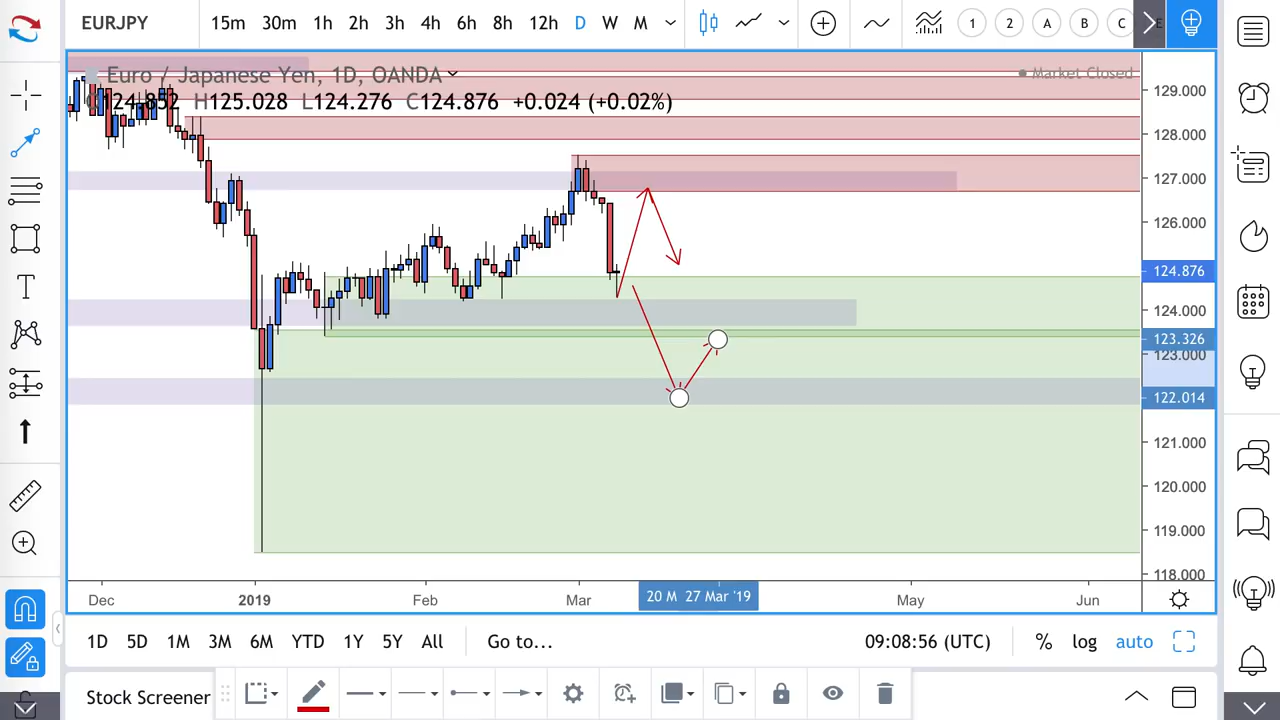 EURJPY 15m 30m 1h 2h 3h 4h 6h 8h 12h D W M 1 2 A B C
Euro / Japanese Yen, 1D, OANDA
Market Closed
124.852 H125.028 L124.276 C124.876 +0.024 (+0.02%)
129.000
128.000
127.000
126.000
124.876
124.000
123.326
123.000
122.014
121.000
120.000
119.000
118.000
Dec 2019 Feb Mar 20 M 27 Mar '19 May Jun
1D 5D 1M 3M 6M YTD 1Y 5Y All Go to... 09:08:56 (UTC) % log auto
Stock Screener
T